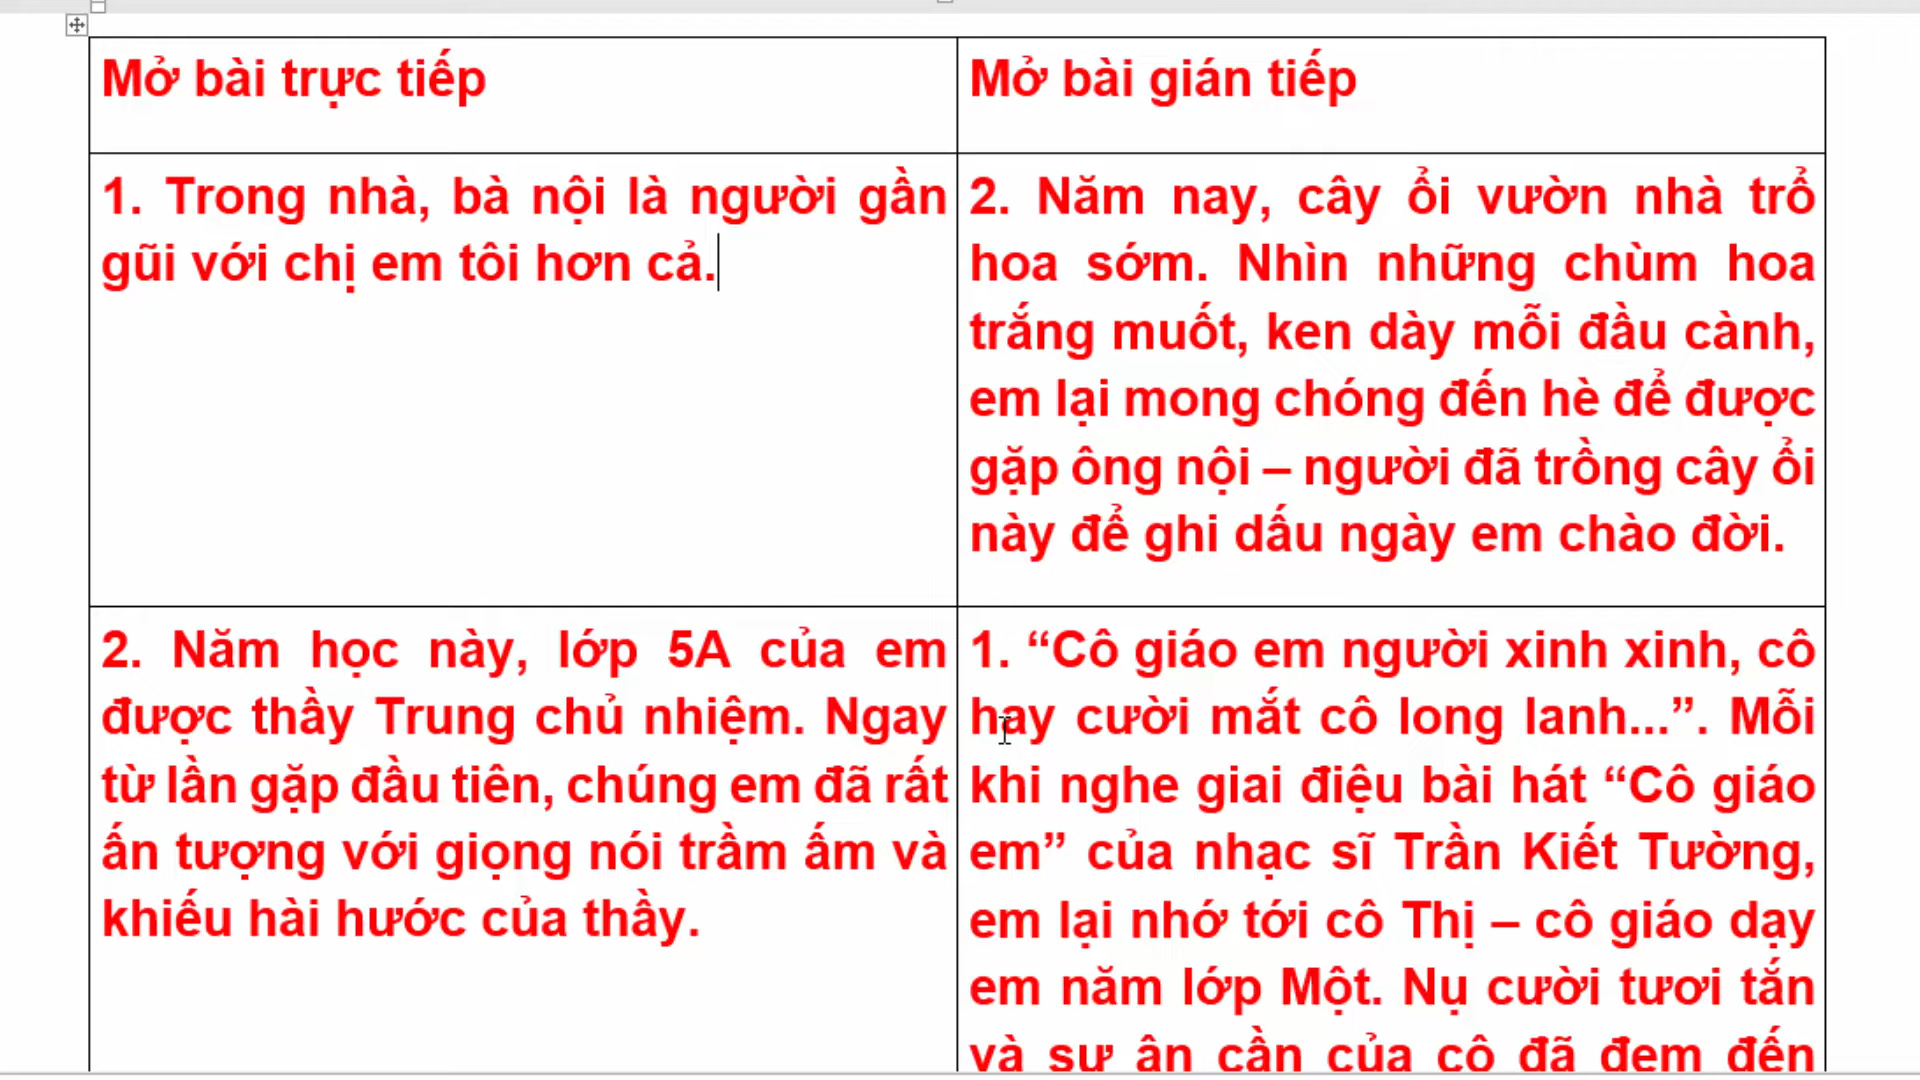 Mở bài trực tiếp
Mở bài gián tiếp
1. Trong nhà, bà nội là người gần
gũi với chị em tôi hơn cả.
2. Năm nay, cây ổi vườn nhà trổ
hoa sớm. Nhìn những chùm hoa
trắng muốt, ken dày mỗi đầu cành,
em lại mong chóng đến hè để được
gặp ông nội – người đã trồng cây ổi
này để ghi dấu ngày em chào đời.
2. Năm học này, lớp 5A của em
được thầy Trung chủ nhiệm. Ngay
từ lần gặp đầu tiên, chúng em đã rất
ấn tượng với giọng nói trầm ấm và
khiếu hài hước của thầy.
1. “Cô giáo em người xinh xinh, cô
hay cười mắt cô long lanh...”. Mỗi
khi nghe giai điệu bài hát “Cô giáo
em” của nhạc sĩ Trần Kiết Tường,
em lại nhớ tới cô Thị – cô giáo dạy
em năm lớp Một. Nụ cười tươi tắn
và sự ân cần của cô đã đem đến